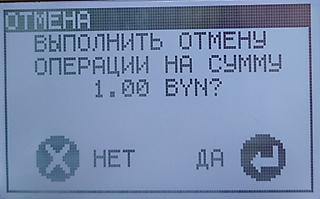 ОТМЕНА
ВЫПОЛНИТЬ ОТМЕНУ
ОПЕРАЦИИ НА СУММУ
1.00 BYN?
НЕТ ДА